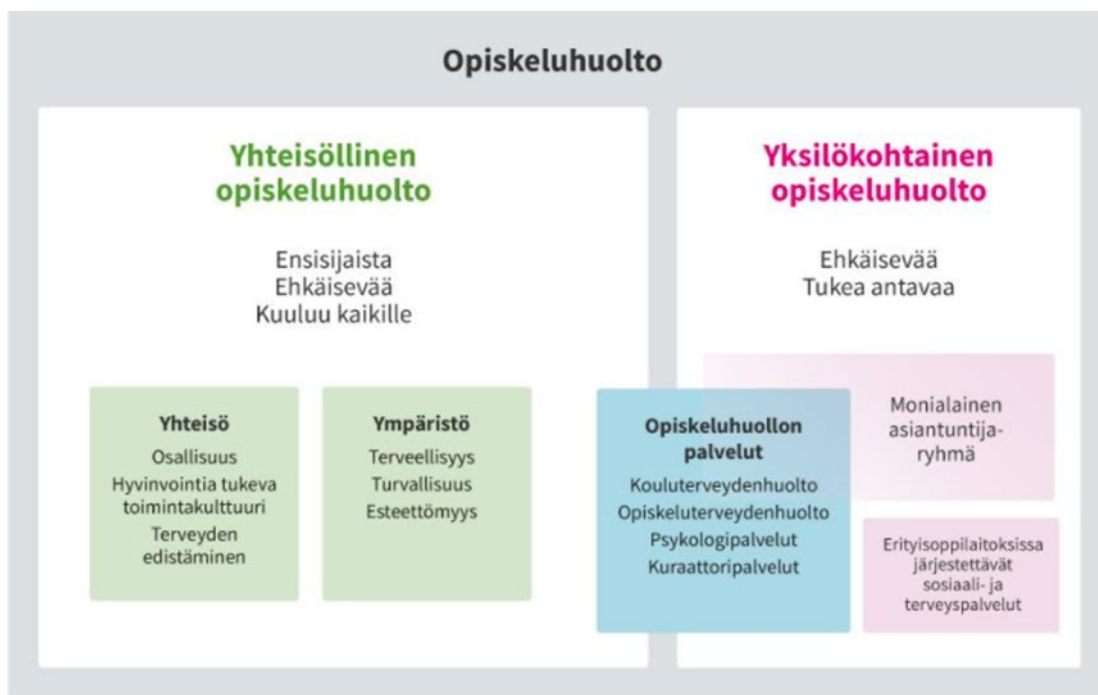 Opiskeluhuolto
Yhteisöllinen
opiskeluhuolto
Ensisijaista
Ehkäisevää
Kuuluu kaikille
Yhteisö
Osallisuus
Hyvinvointia tukeva
toimintakulttuuri
Terveyden
edistäminen
Ympäristö
Terveellisyys
Turvallisuus
Esteettömyys
Yksilökohtainen
opiskeluhuolto
Ehkäisevää
Tukea antavaa
Opiskeluhuollon
palvelut
Kouluterveydenhuolto
Opiskeluterveydenhuolto
Psykologipalvelut
Kuraattoripalvelut
Monialainen
asiantuntija-
ryhmä
Erityisoppilaitoksissa
järjestettävät
sosiaali- ja
terveyspalvelut